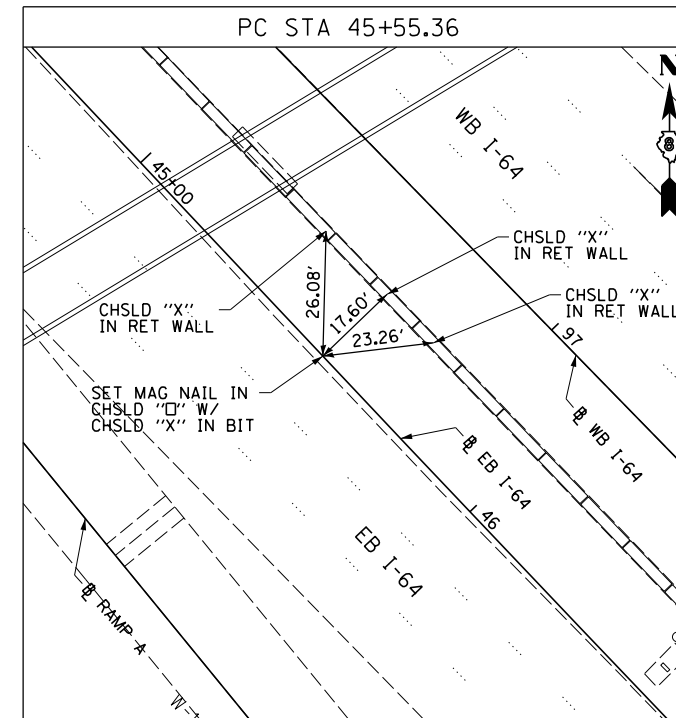 PC STA 45+55.36
N
8
WB I-64
45+00
CHSLD "X"
IN RET WALL
CHSLD "X"
IN RET WALL
CHSLD "X"
IN RET WALL
26.08'
17.60'
23.26'
97
SET MAG NAIL IN
CHSLD "□" W/
CHSLD "X" IN BIT
℄ WB I-64
℄ EB I-64
46
EB I-64
℄ RAMP A